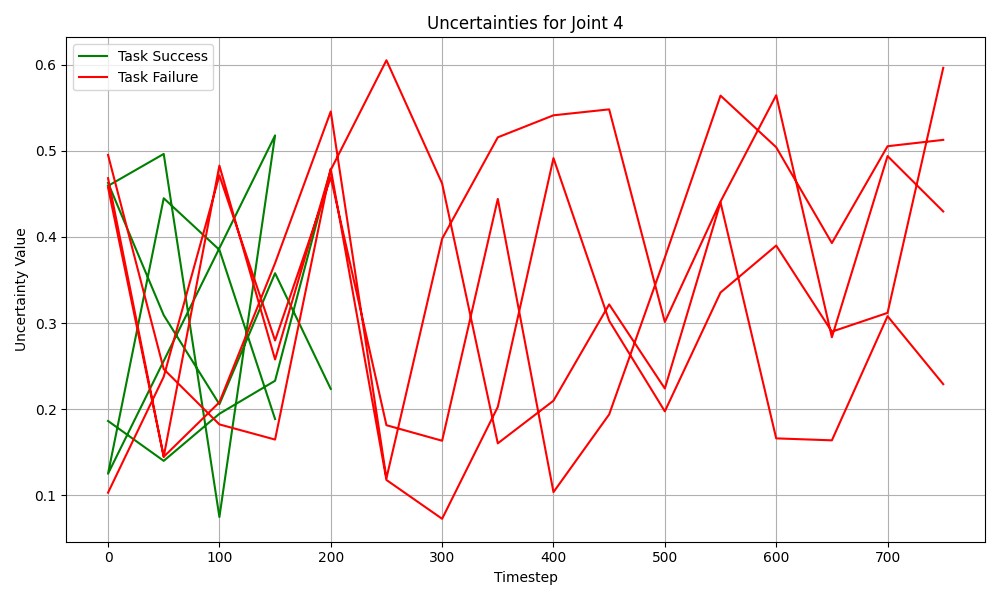 Uncertainties for Joint 4
Task Success
Task Failure
Uncertainty Value
0.6
0.5
0.4
0.3
0.2
0.1
0 100 200 300 400 500 600 700
Timestep